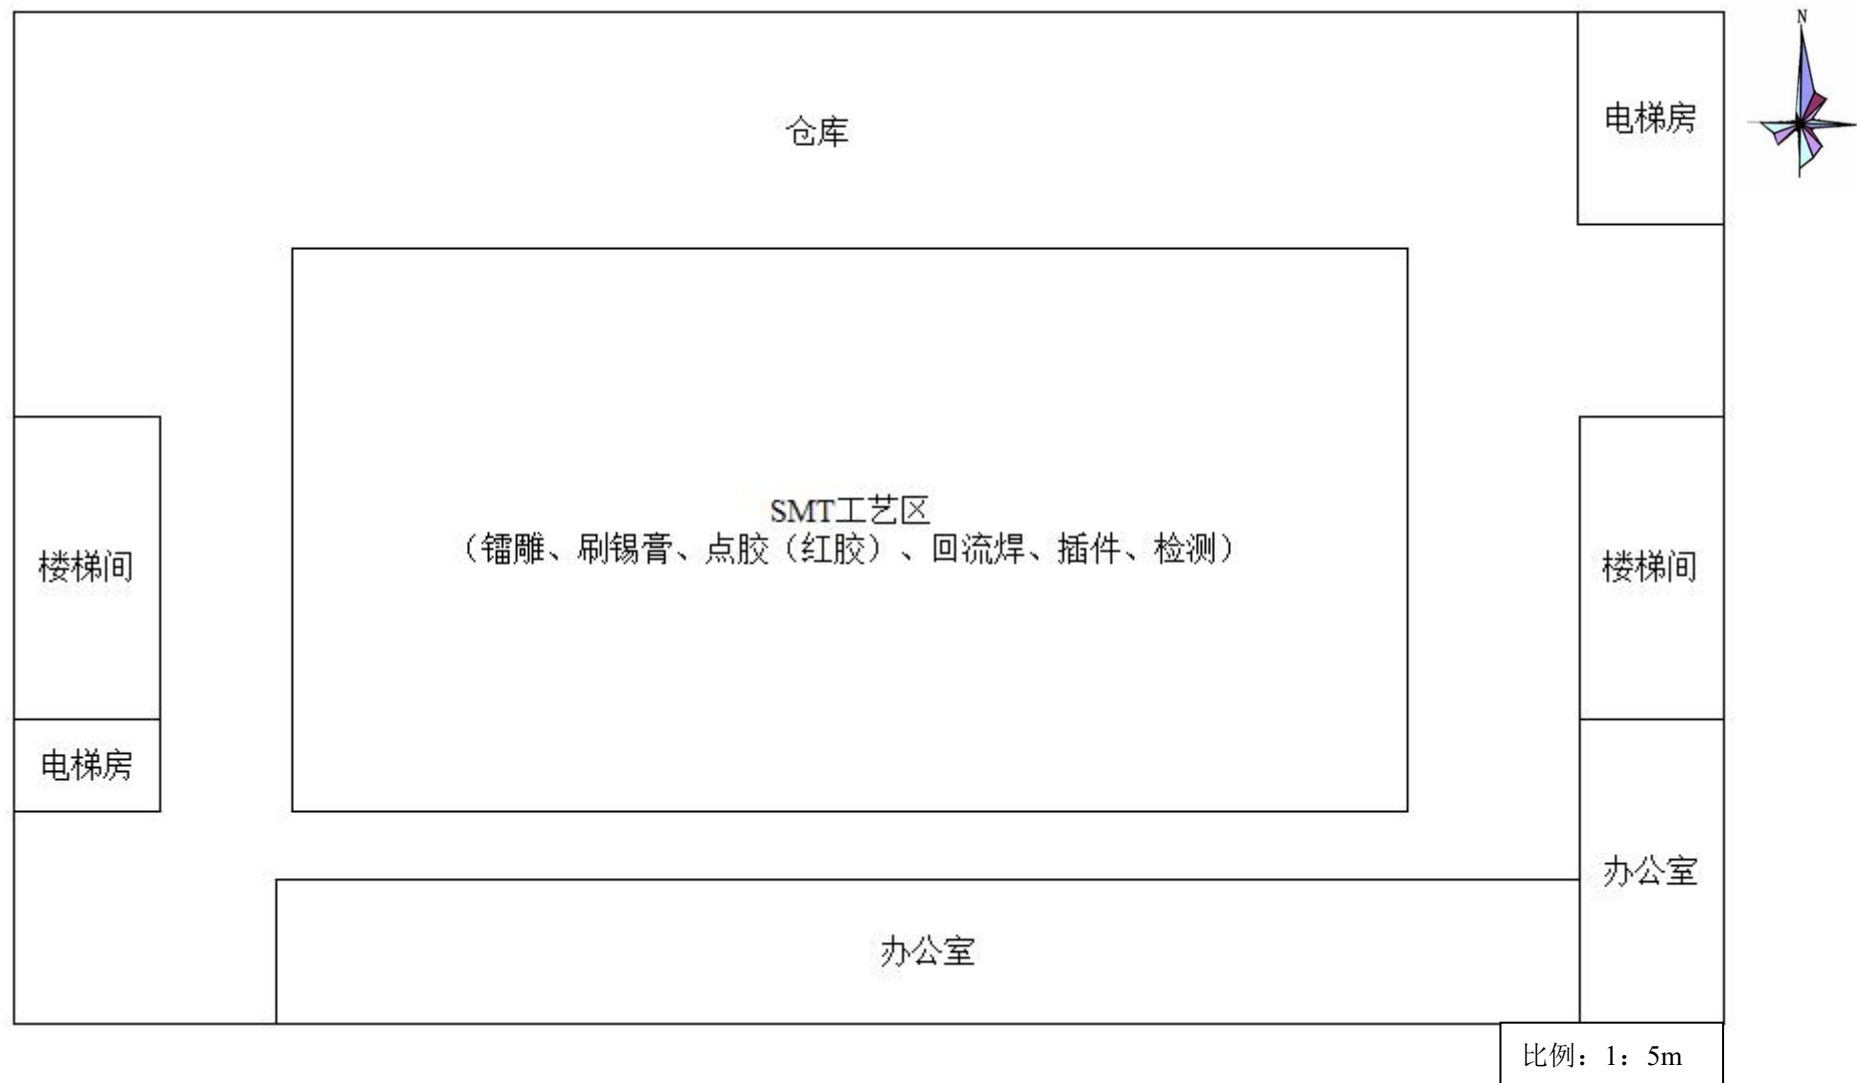 N
仓库
电梯房
SMT工艺区
（镭雕、刷锡膏、点胶（红胶）、回流焊、插件、检测）
楼梯间
楼梯间
电梯房
办公室
办公室
比例：1：5m